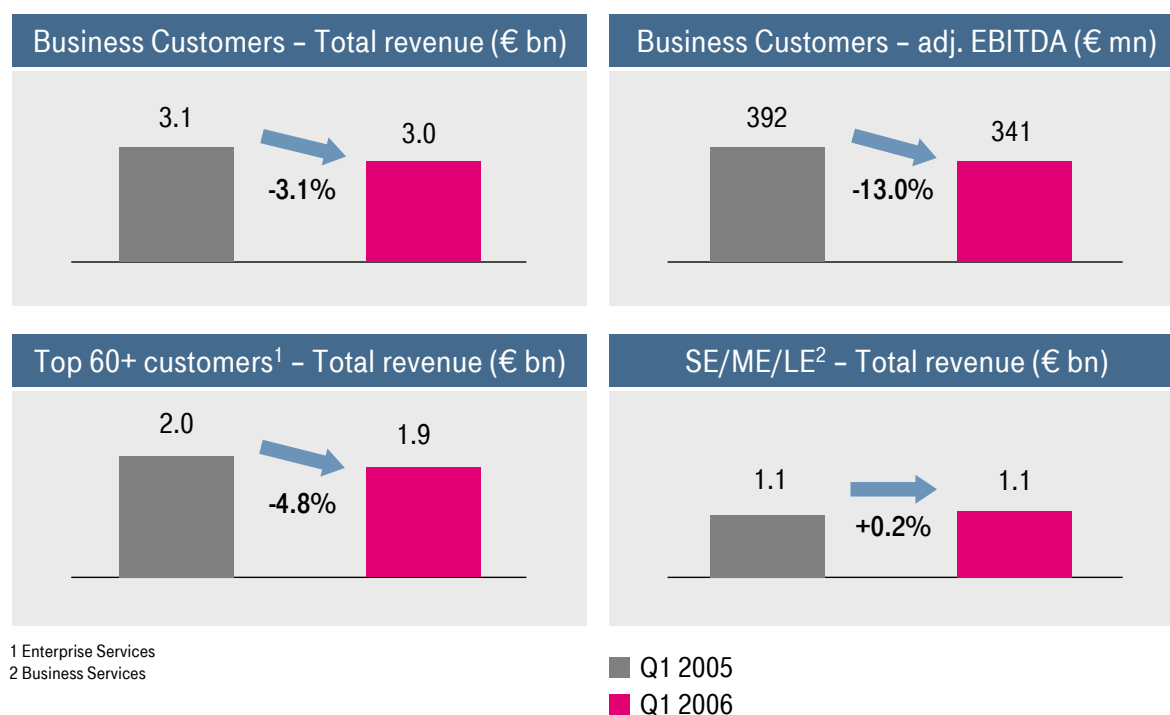 Business Customers – Total revenue (€ bn)
3.1
3.0
-3.1%
Business Customers – adj. EBITDA (€ mn)
392
341
-13.0%
Top 60+ customers¹ – Total revenue (€ bn)
2.0
1.9
-4.8%
SE/ME/LE² – Total revenue (€ bn)
1.1
1.1
+0.2%
1 Enterprise Services
2 Business Services
Q1 2005
Q1 2006